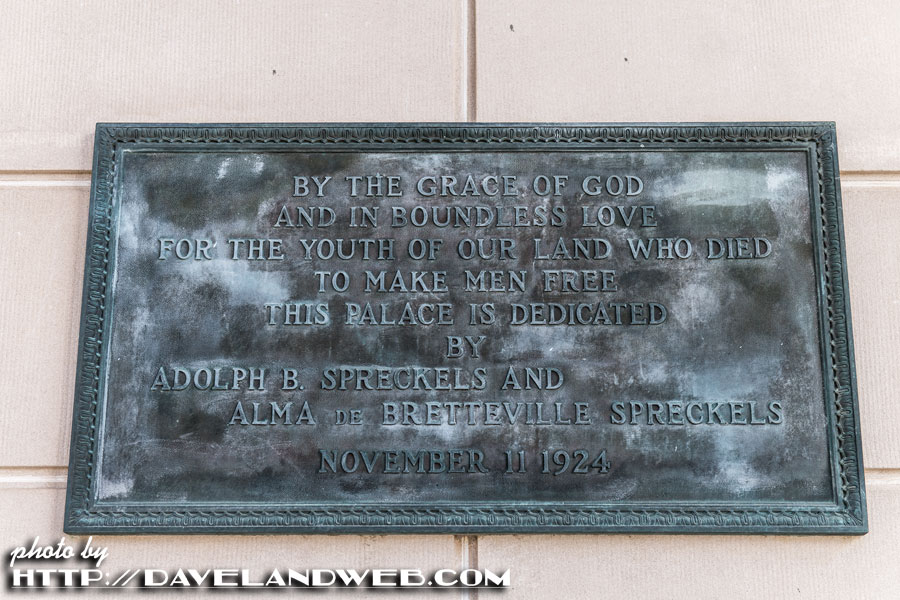 BY THE GRACE OF GOD
AND IN BOUNDLESS LOVE
FOR THE YOUTH OF OUR LAND WHO DIED
TO MAKE MEN FREE
THIS PALACE IS DEDICATED
BY
ADOLPH B. SPRECKELS AND
ALMA DE BRETTEVILLE SPRECKELS
NOVEMBER 11 1924
photo by
HTTP://DAVELANDWEB.COM